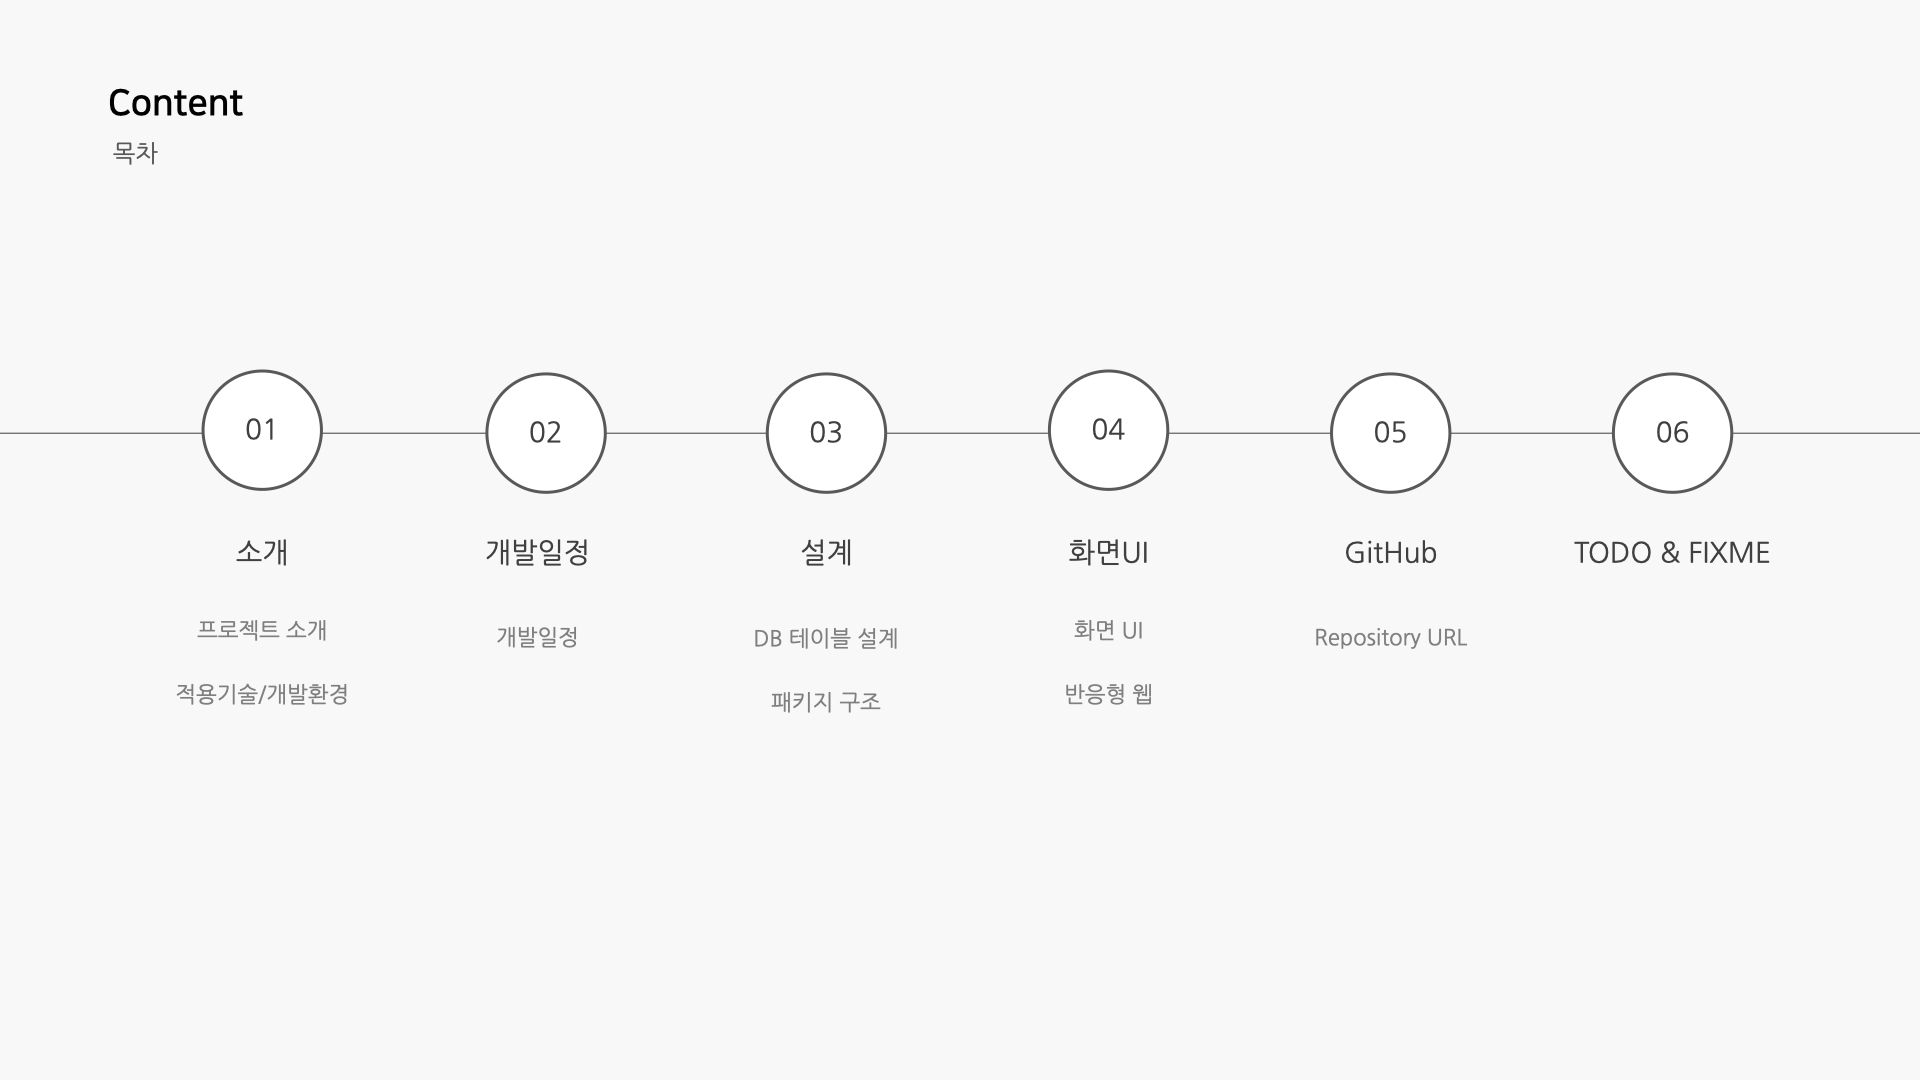 Content
목차
01
소개
프로젝트 소개
적용기술/개발환경
02
개발일정
개발일정
03
설계
DB 테이블 설계
패키지 구조
04
화면UI
화면 UI
반응형 웹
05
GitHub
Repository URL
06
TODO & FIXME